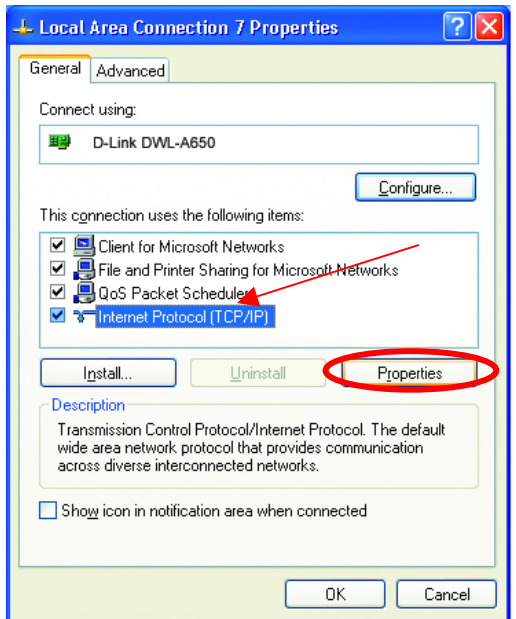 Local Area Connection 7 Properties
?
X
General
Advanced
Connect using:
D-Link DWL-A650
Configure...
This connection uses the following items:
Client for Microsoft Networks
File and Printer Sharing for Microsoft Networks
QoS Packet Scheduler
Internet Protocol (TCP/IP)
Install...
Uninstall
Properties
Description
Transmission Control Protocol/Internet Protocol. The default
wide area network protocol that provides communication
across diverse interconnected networks.
Show icon in notification area when connected
OK
Cancel